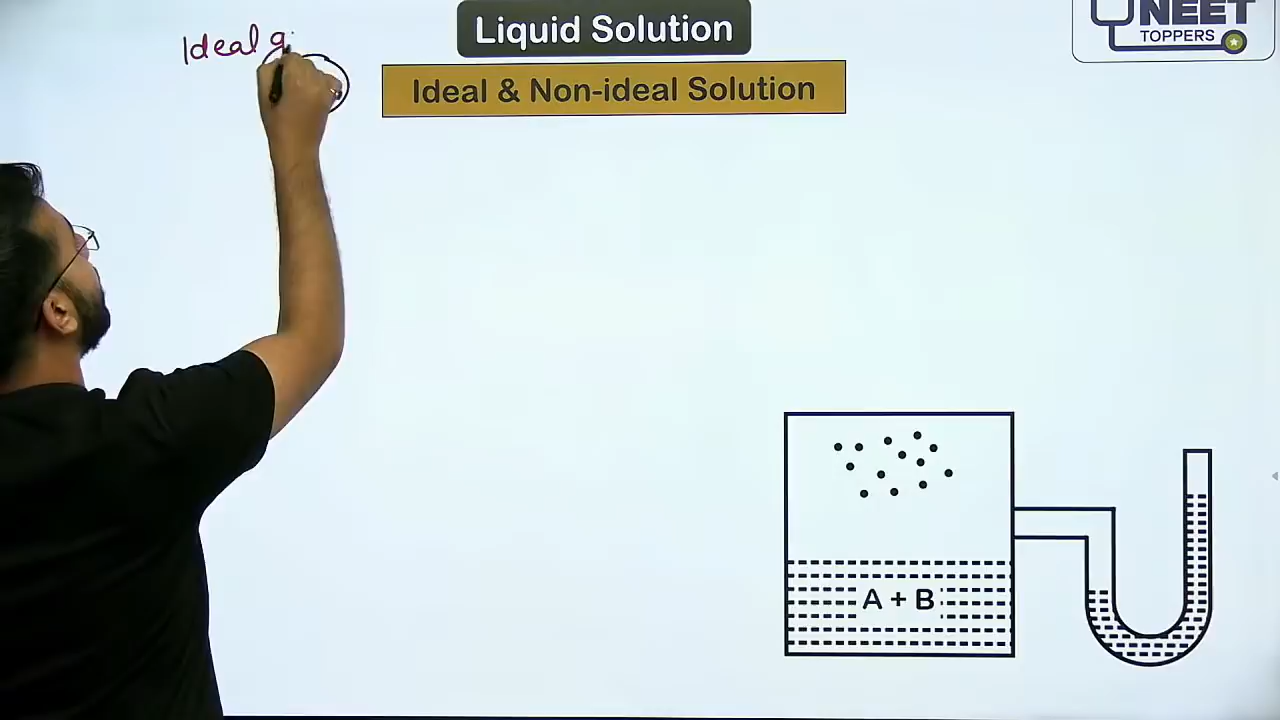 Liquid Solution
NEET
TOPPERS
Ideal g
Ideal & Non-ideal Solution
A + B